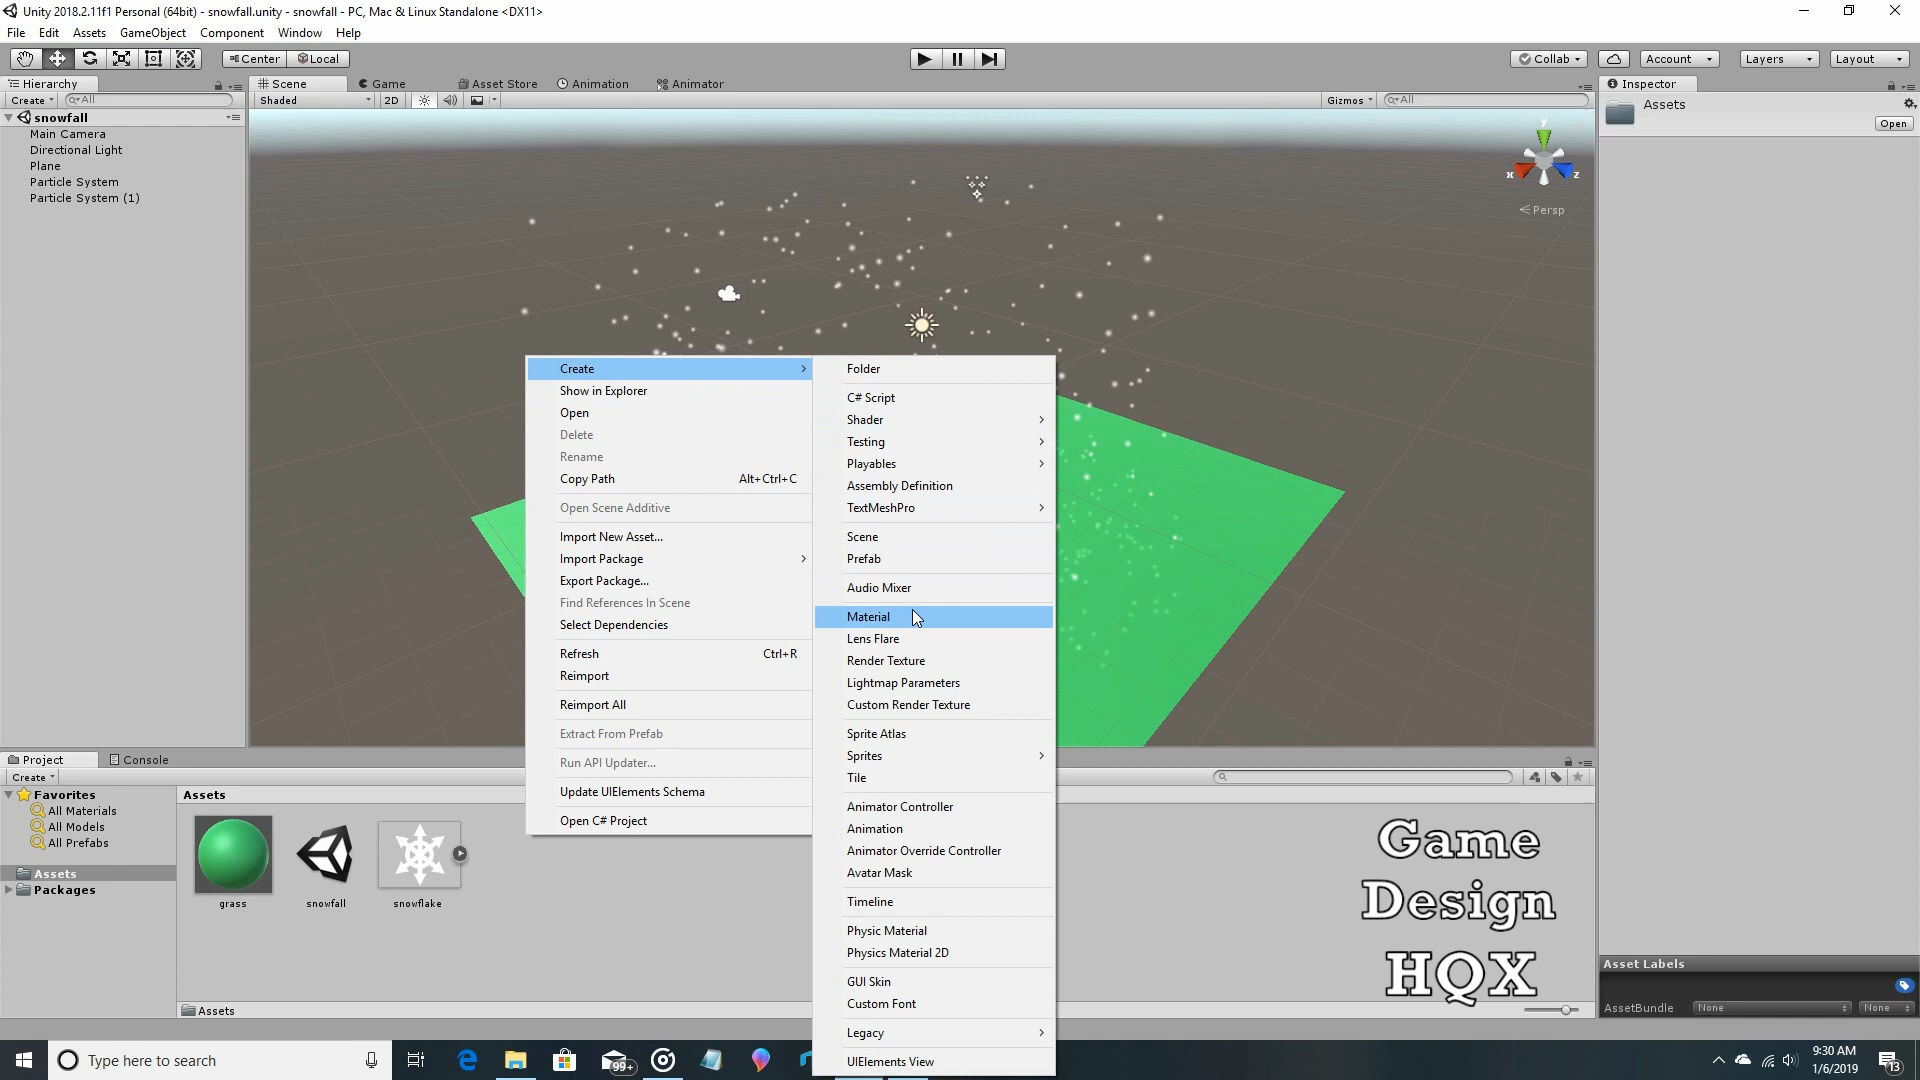 Unity 2018.2.11f1 Personal (64bit) - snowfall.unity - snowfall - PC, Mac & Linux Standalone <DX11>
File Edit Assets GameObject Component Window Help
Center Local
Collab Account Layers Layout
Hierarchy
Create All
snowfall
Main Camera
Directional Light
Plane
Particle System
Particle System (1)
Scene Game Asset Store Animation Animator
Shaded 2D Gizmos All
y
x z
Persp
Inspector
Assets
Open
Create
Show in Explorer
Open
Delete
Rename
Copy Path Alt+Ctrl+C
Open Scene Additive
Import New Asset...
Import Package
Export Package...
Find References In Scene
Select Dependencies
Refresh Ctrl+R
Reimport
Reimport All
Extract From Prefab
Run API Updater...
Update UIElements Schema
Open C# Project
Folder
C# Script
Shader
Testing
Playables
Assembly Definition
TextMeshPro
Scene
Prefab
Audio Mixer
Material
Lens Flare
Render Texture
Lightmap Parameters
Custom Render Texture
Sprite Atlas
Sprites
Tile
Animator Controller
Animation
Animator Override Controller
Avatar Mask
Timeline
Physic Material
Physics Material 2D
GUI Skin
Custom Font
Legacy
UIElements View
Project Console
Create
Favorites
All Materials
All Models
All Prefabs
Assets
Packages
Assets
grass snowfall snowflake
Assets
Game
Design
HQX
Asset Labels
AssetBundle None None
Type here to search
99+
9:30 AM
1/6/2019
13